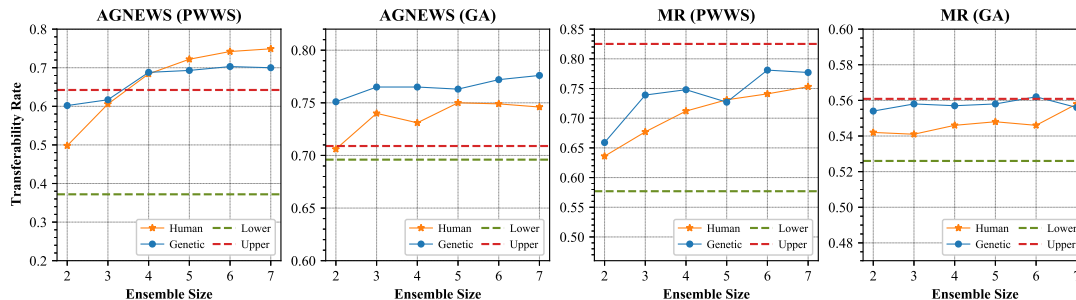 AGNEWS (PWWS)
Transferability Rate
0.8
0.7
0.6
0.5
0.4
0.3
0.2
Human
Genetic
Lower
Upper
2 3 4 5 6 7
Ensemble Size
AGNEWS (GA)
0.80
0.75
0.70
0.65
0.60
Human
Genetic
Lower
Upper
2 3 4 5 6 7
Ensemble Size
MR (PWWS)
0.85
0.80
0.75
0.70
0.65
0.60
0.55
0.50
Human
Genetic
Lower
Upper
2 3 4 5 6 7
Ensemble Size
MR (GA)
0.60
0.58
0.56
0.54
0.52
0.50
0.48
Human
Genetic
Lower
Upper
2 3 4 5 6 7
Ensemble Size